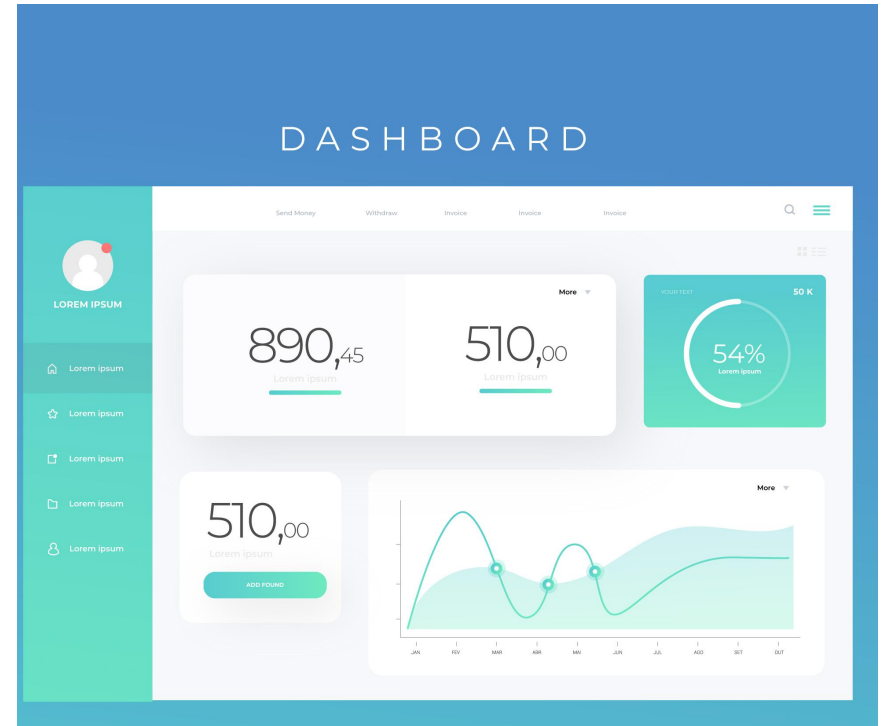 DASHBOARD
Send Money Withdraw Invoice Invoice Invoice
LOREM IPSUM
Lorem ipsum
Lorem ipsum
Lorem ipsum
Lorem ipsum
Lorem ipsum
More
890,45
Lorem ipsum
510,00
Lorem ipsum
YOUR TEXT 50 K
54%
Lorem ipsum
510,00
Lorem ipsum
ADD FOUND
More
JAN FEV MAR ABR MAI JUN JUL AGO SET OUT